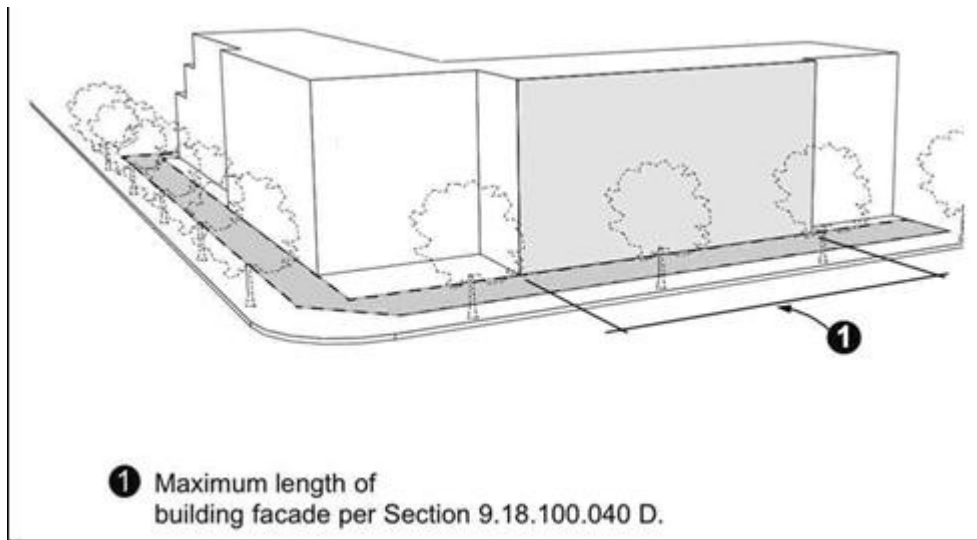 1
1 Maximum length of
building facade per Section 9.18.100.040 D.